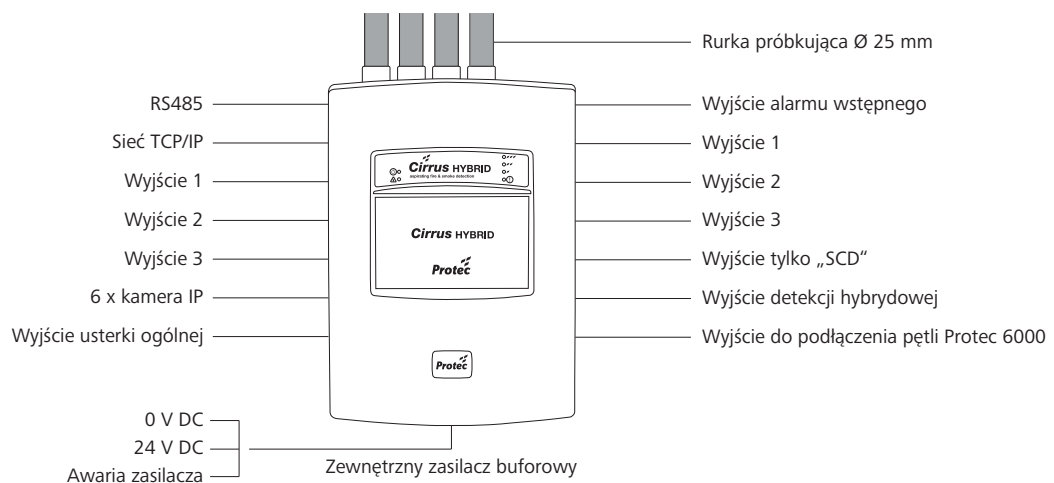 Rurka próbkująca Ø 25 mm
RS485
Sieć TCP/IP
Wyjście 1
Wyjście 2
Wyjście 3
6 x kamera IP
Wyjście usterki ogólnej
Wyjście alarmu wstępnego
Wyjście 1
Wyjście 2
Wyjście 3
Wyjście tylko „SCD”
Wyjście detekcji hybrydowej
Wyjście do podłączenia pętli Protec 6000
Cirrus HYBRID
aspirating fire & smoke detection
Cirrus HYBRID
Protec
Protec
0 V DC
24 V DC
Awaria zasilacza
Zewnętrzny zasilacz buforowy